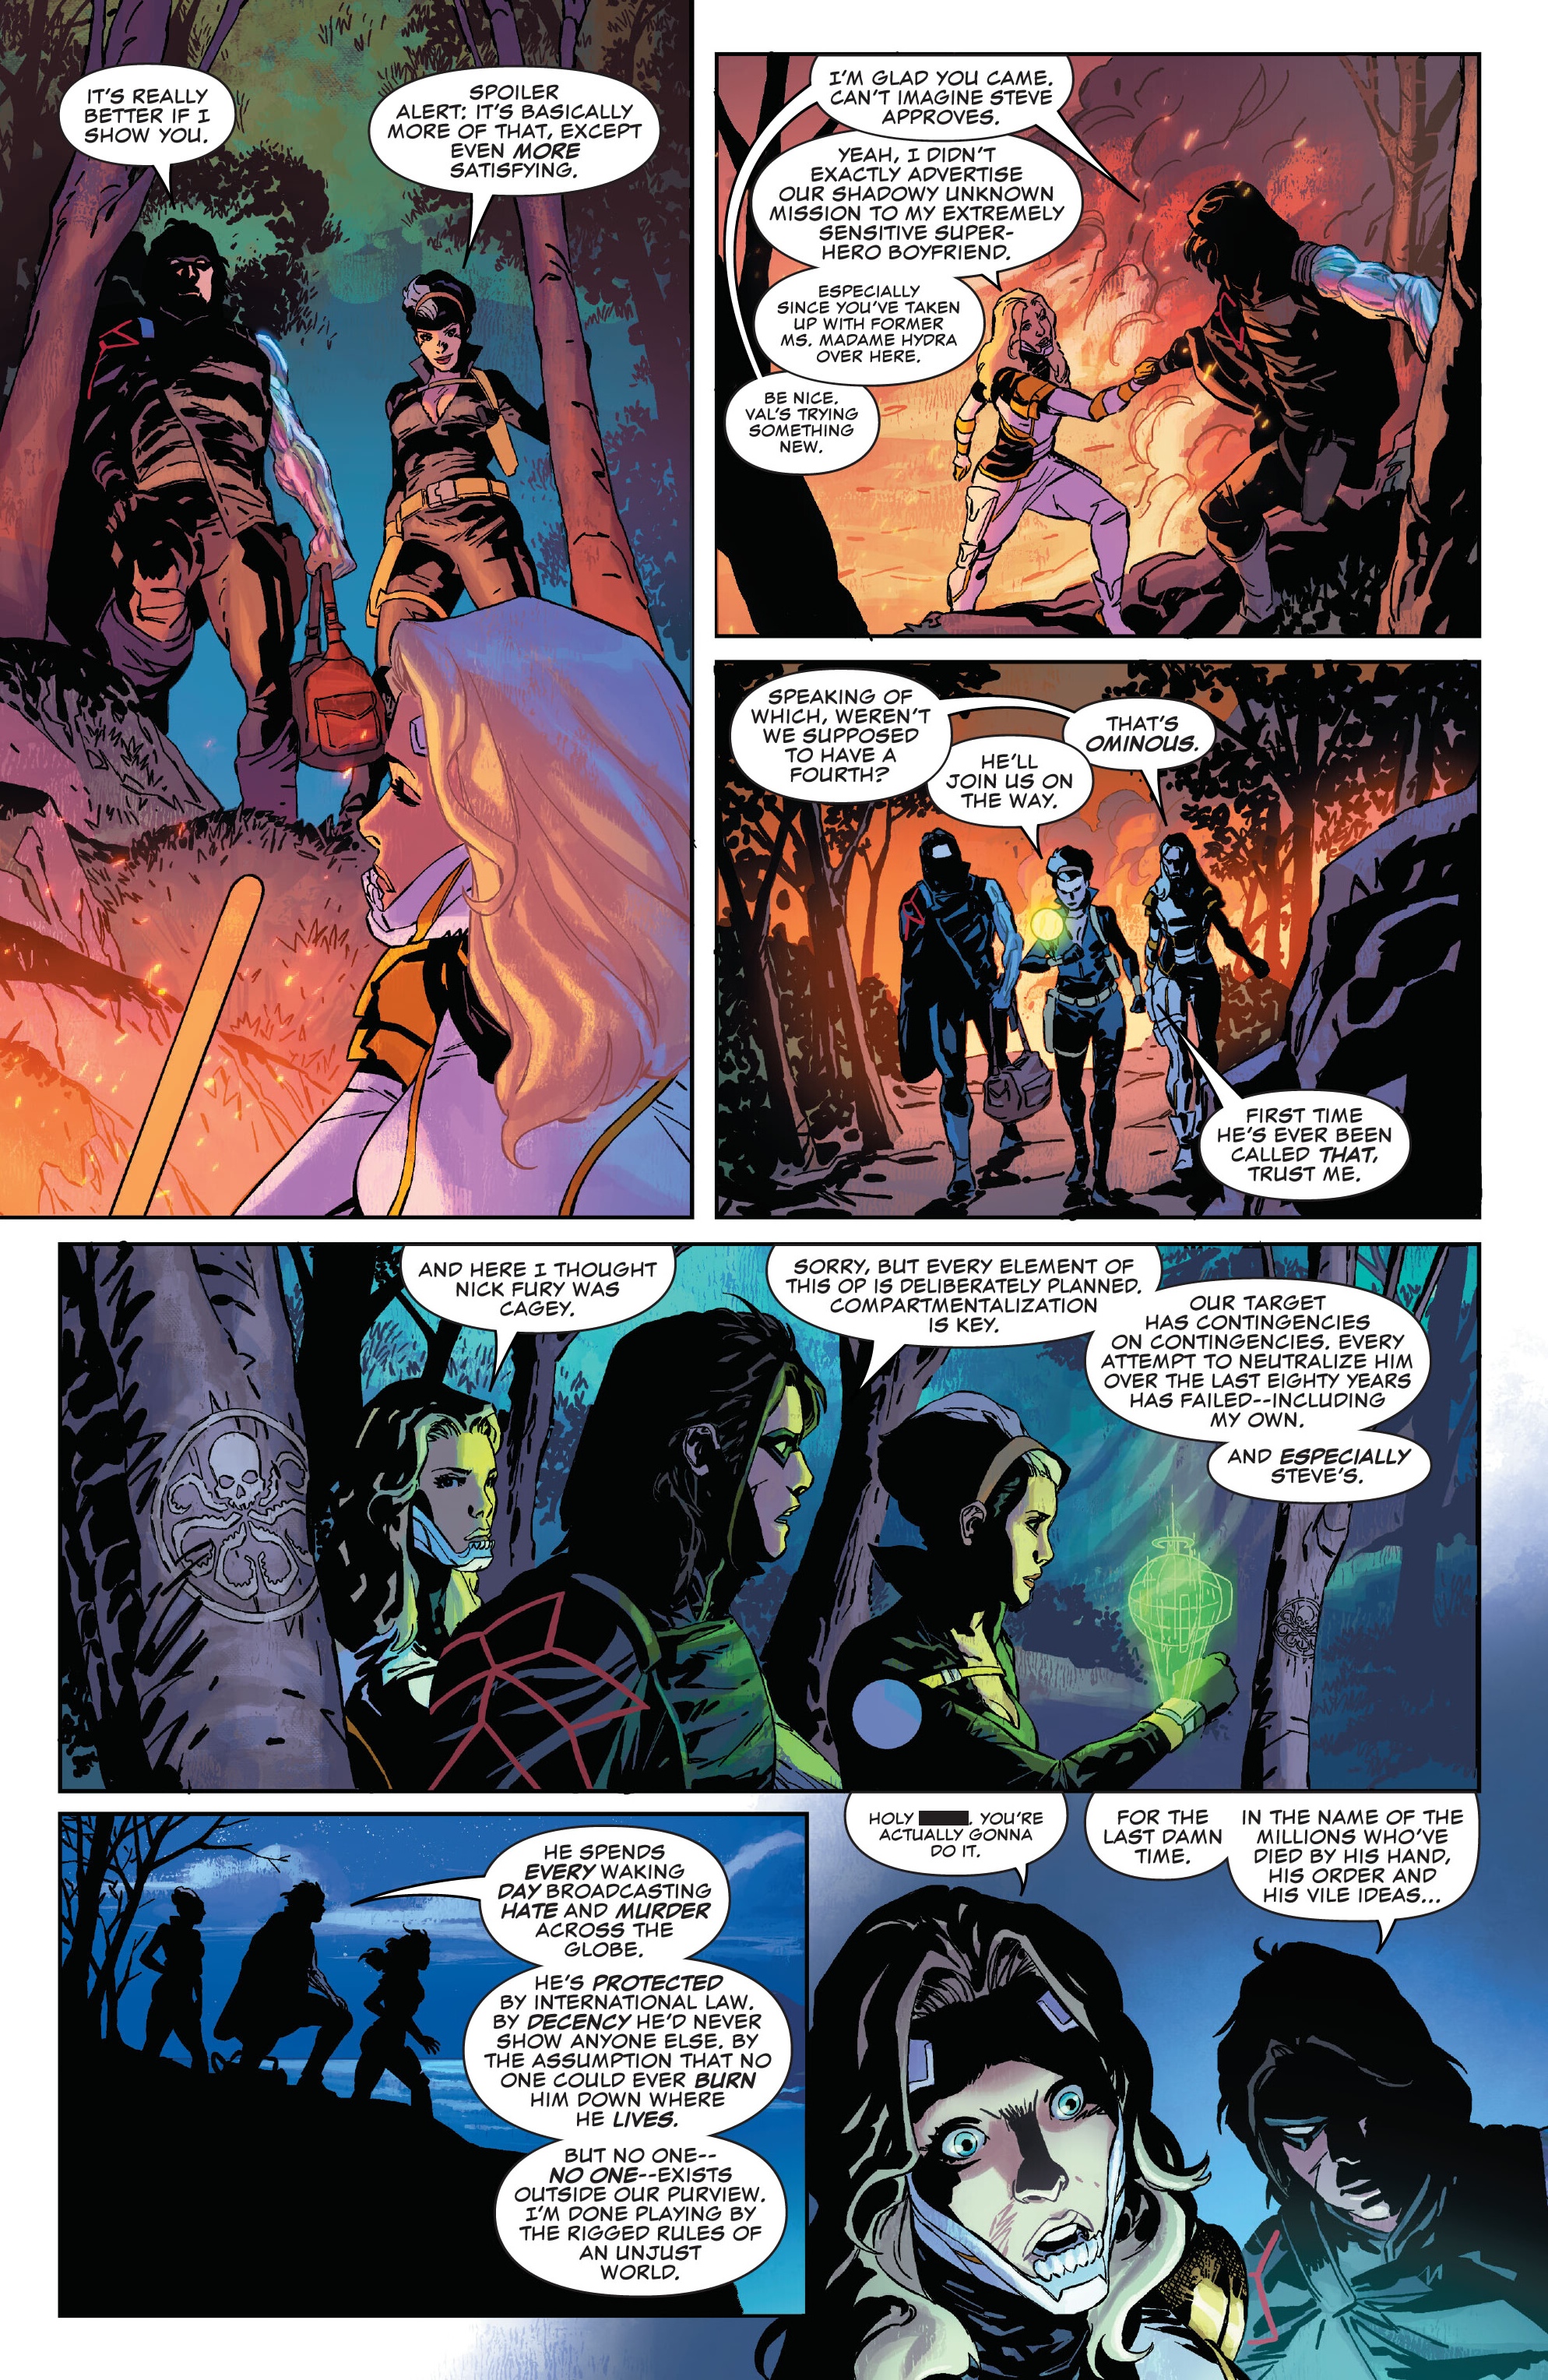 IT'S REALLY
BETTER IF I
SHOW YOU.
SPOILER
ALERT: IT'S BASICALLY
MORE OF THAT, EXCEPT
EVEN MORE
SATISFYING.
I'M GLAD YOU CAME.
CAN'T IMAGINE STEVE
APPROVES.
YEAH, I DIDN'T
EXACTLY ADVERTISE
OUR SHADOWY UNKNOWN
MISSION TO MY EXTREMELY
SENSITIVE SUPER-
HERO BOYFRIEND.
ESPECIALLY
SINCE YOU'VE TAKEN
UP WITH FORMER
MS. MADAME HYDRA
OVER HERE.
BE NICE.
VAL'S TRYING
SOMETHING
NEW.
SPEAKING OF
WHICH, WEREN'T
WE SUPPOSED
TO HAVE A
FOURTH?
HE'LL
JOIN US ON
THE WAY.
THAT'S
OMINOUS.
FIRST TIME
HE'S EVER BEEN
CALLED THAT,
TRUST ME.
AND HERE I THOUGHT
NICK FURY WAS
CAGEY.
SORRY, BUT EVERY ELEMENT OF
THIS OP IS DELIBERATELY PLANNED.
COMPARTMENTALIZATION
IS KEY.
OUR TARGET
HAS CONTINGENCIES
ON CONTINGENCIES. EVERY
ATTEMPT TO NEUTRALIZE HIM
OVER THE LAST EIGHTY YEARS
HAS FAILED--INCLUDING
MY OWN.
AND ESPECIALLY
STEVE'S.
HE SPENDS
EVERY WAKING
DAY BROADCASTING
HATE AND MURDER
ACROSS THE
GLOBE.
HE'S PROTECTED
BY INTERNATIONAL LAW.
BY DECENCY HE'D NEVER
SHOW ANYONE ELSE. BY
THE ASSUMPTION THAT NO
ONE COULD EVER BURN
HIM DOWN WHERE
HE LIVES.
BUT NO ONE--
NO ONE--EXISTS
OUTSIDE OUR PURVIEW.
I'M DONE PLAYING BY
THE RIGGED RULES OF
AN UNJUST
WORLD.
HOLY , YOU'RE
ACTUALLY GONNA
DO IT.
FOR THE
LAST DAMN
TIME.
IN THE NAME OF THE
MILLIONS WHO'VE
DIED BY HIS HAND,
HIS ORDER AND
HIS VILE IDEAS...